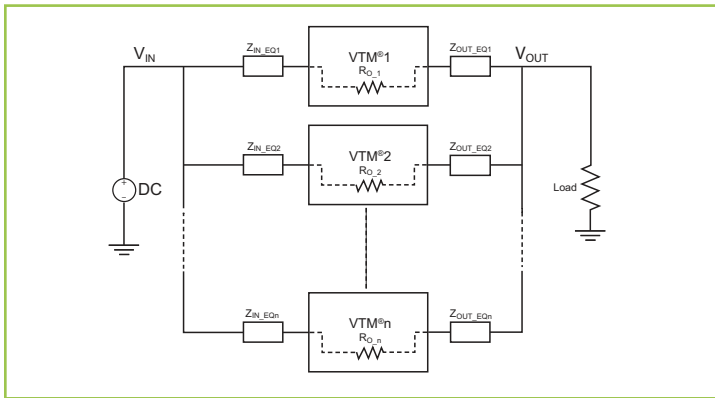 V_IN
Z_IN_EQ1
VTM®1
R_O_1
Z_OUT_EQ1
V_OUT
Z_IN_EQ2
VTM®2
R_O_2
Z_OUT_EQ2
+
−
DC
Load
Z_IN_EQn
VTM®n
R_O_n
Z_OUT_EQn